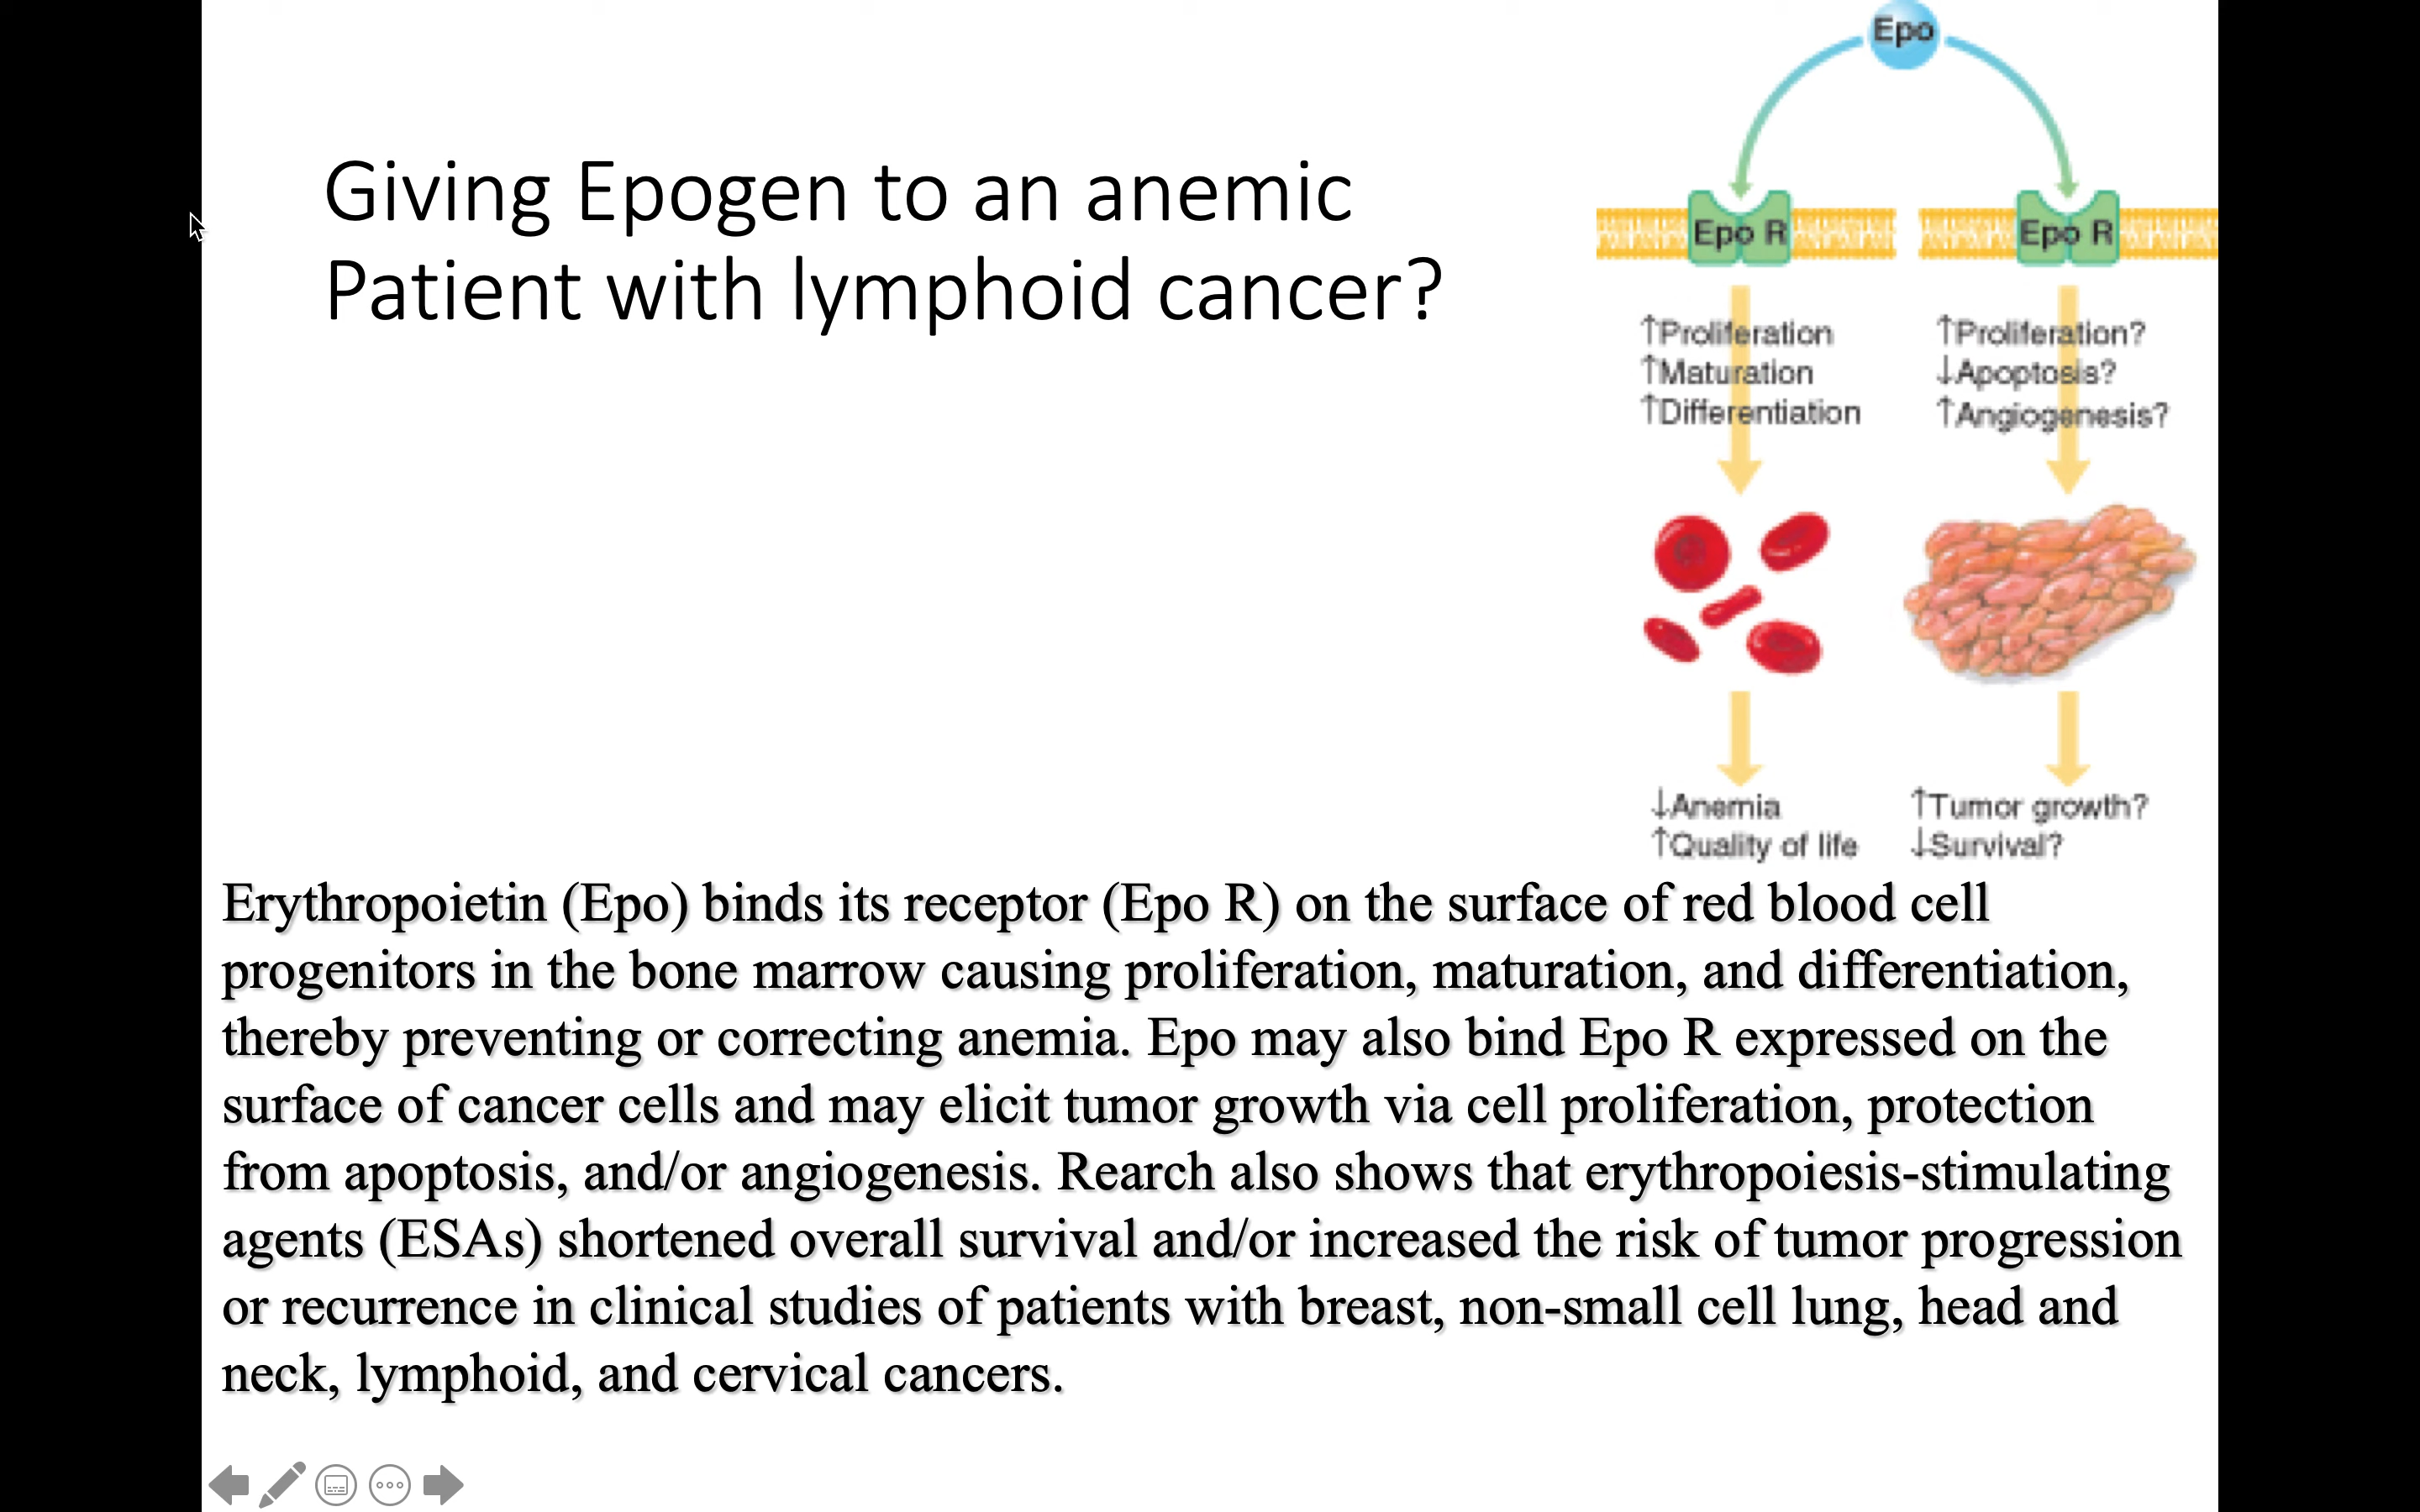 Giving Epogen to an anemic
Patient with lymphoid cancer?
Epo
Epo R
Epo R
↑Proliferation
↑Maturation
↑Differentiation
↑Proliferation?
↓Apoptosis?
↑Angiogenesis?
↓Anemia
↑Quality of life
↑Tumor growth?
↓Survival?
Erythropoietin (Epo) binds its receptor (Epo R) on the surface of red blood cell
progenitors in the bone marrow causing proliferation, maturation, and differentiation,
thereby preventing or correcting anemia. Epo may also bind Epo R expressed on the
surface of cancer cells and may elicit tumor growth via cell proliferation, protection
from apoptosis, and/or angiogenesis. Rearch also shows that erythropoiesis-stimulating
agents (ESAs) shortened overall survival and/or increased the risk of tumor progression
or recurrence in clinical studies of patients with breast, non-small cell lung, head and
neck, lymphoid, and cervical cancers.